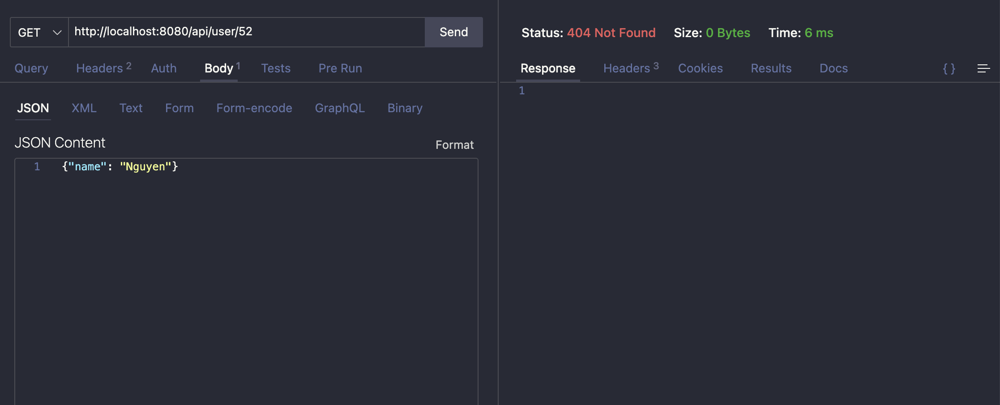 GET http://localhost:8080/api/user/52 Send
Query Headers 2 Auth Body 1 Tests Pre Run
JSON XML Text Form Form-encode GraphQL Binary
JSON Content Format
1 {"name": "Nguyen"}
Status: 404 Not Found Size: 0 Bytes Time: 6 ms
Response Headers 3 Cookies Results Docs { }
1